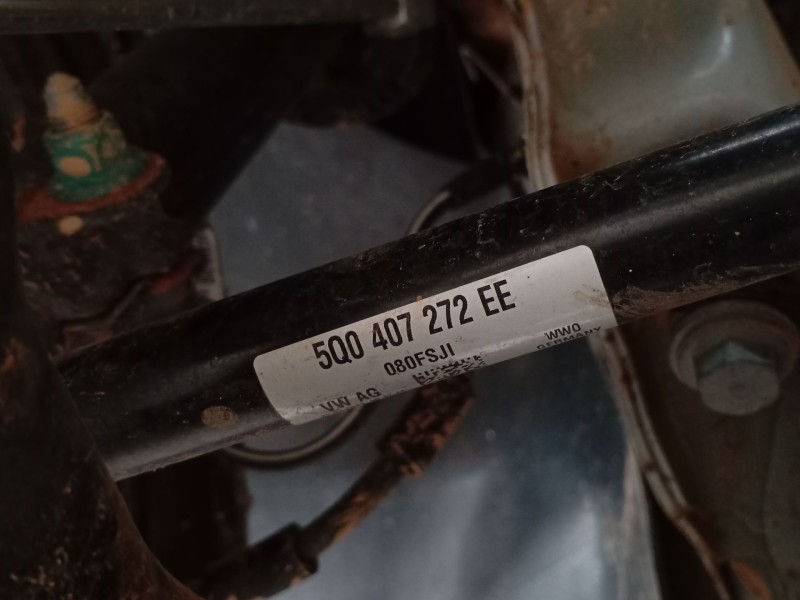 5Q0 407 272 EE
080FSJI
VW AG
WWO
GERMANY